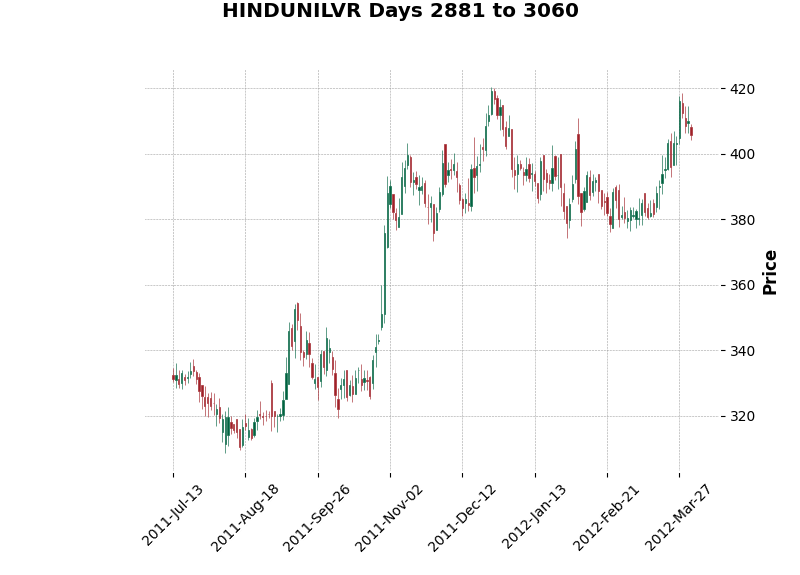 HINDUNILVR Days 2881 to 3060
420
400
380
360
340
320
Price
2011-Jul-13
2011-Aug-18
2011-Sep-26
2011-Nov-02
2011-Dec-12
2012-Jan-13
2012-Feb-21
2012-Mar-27